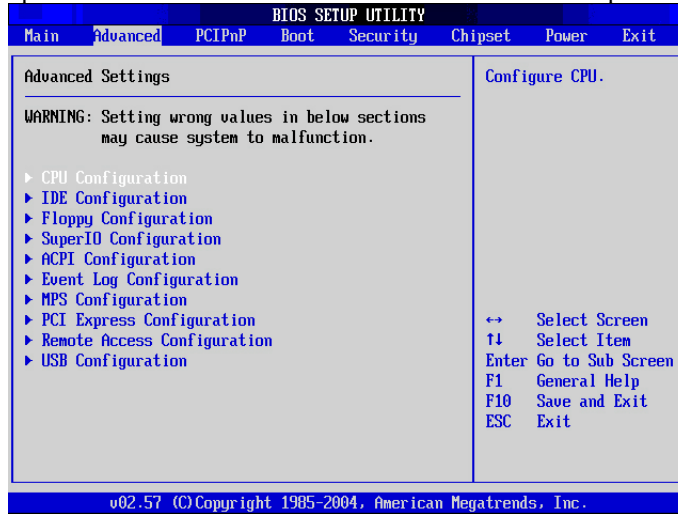 BIOS SETUP UTILITY
Main Advanced PCIPnP Boot Security Chipset Power Exit
Advanced Settings
WARNING: Setting wrong values in below sections
may cause system to malfunction.
▶ CPU Configuration
▶ IDE Configuration
▶ Floppy Configuration
▶ SuperIO Configuration
▶ ACPI Configuration
▶ Event Log Configuration
▶ MPS Configuration
▶ PCI Express Configuration
▶ Remote Access Configuration
▶ USB Configuration
Configure CPU.
↔ Select Screen
↑↓ Select Item
Enter Go to Sub Screen
F1 General Help
F10 Save and Exit
ESC Exit
v02.57 (C)Copyright 1985-2004, American Megatrends, Inc.